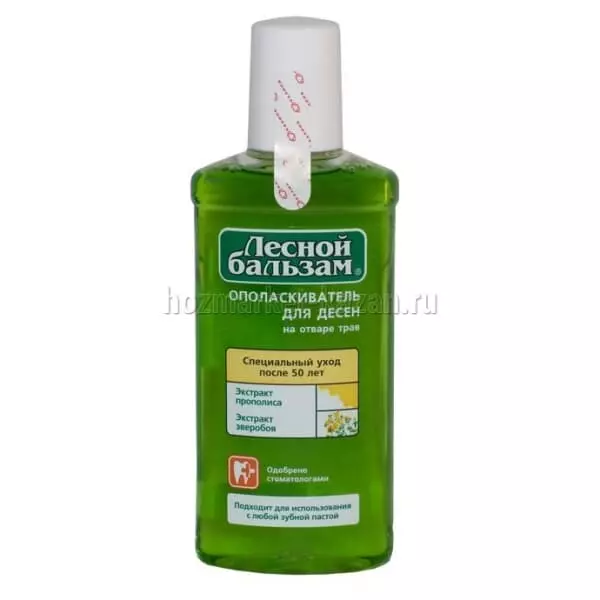 Лесной
бальзам®
ОПОЛАСКИВАТЕЛЬ
ДЛЯ ДЕСЕН
на отваре трав
Специальный уход
после 50 лет
Экстракт
прополиса
Экстракт
зверобоя
Одобрено
стоматологами
Подходит для использования
с любой зубной пастой